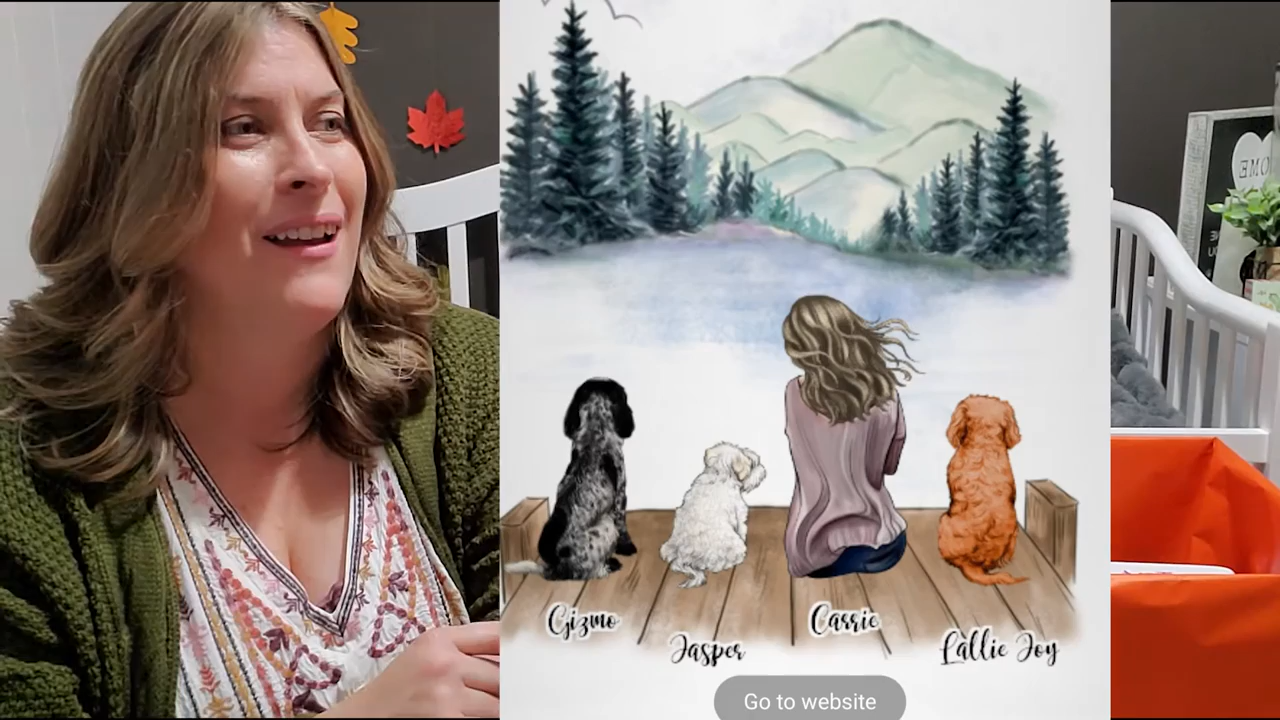 Gizmo
Jasper
Carrie
Lallie Joy
Go to website